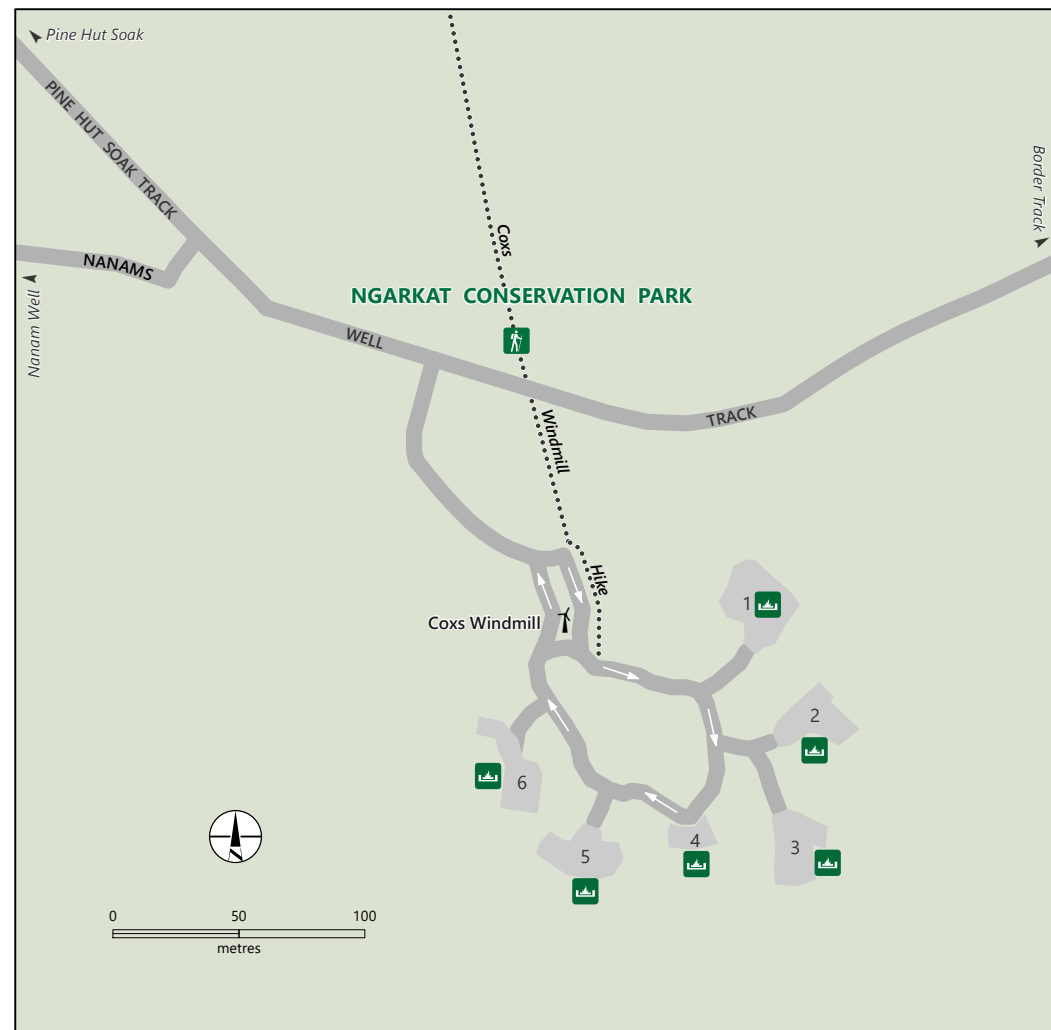 Pine Hut Soak
PINE HUT SOAK TRACK
Border Track
Coxs
NANAMS
NGARKAT CONSERVATION PARK
Nanam Well
WELL
TRACK
Windmill
Hike
1
Coxs Windmill
2
6
4
3
5
N
0 50 100
metres